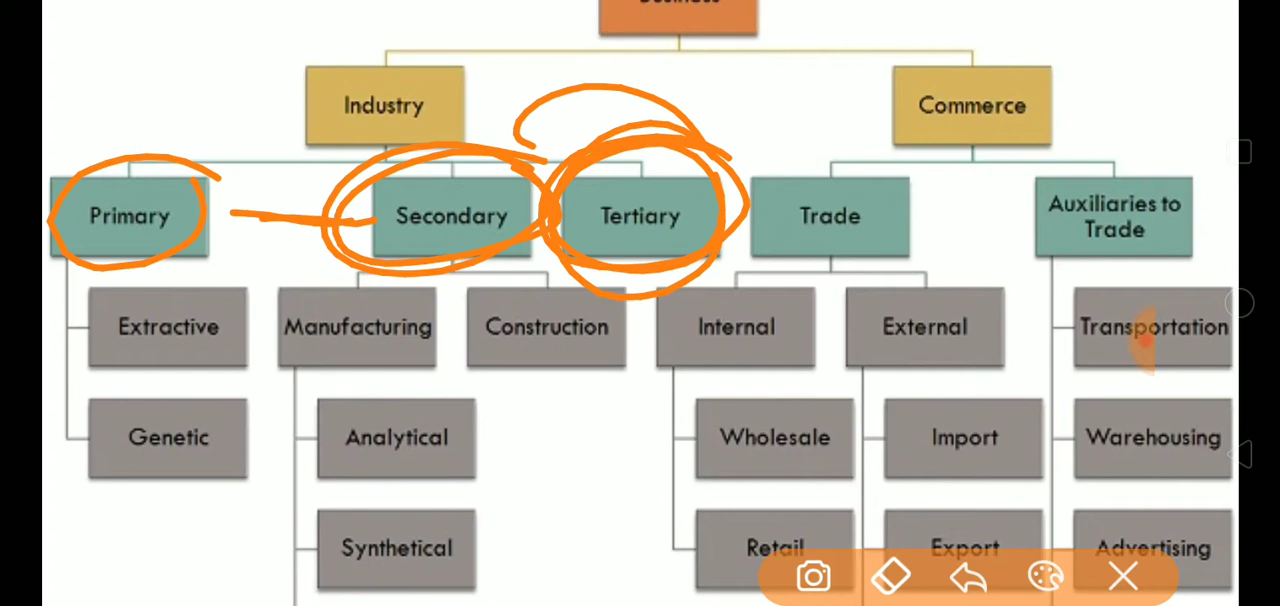 Business
Industry
Commerce
Primary
Secondary
Tertiary
Trade
Auxiliaries to
Trade
Extractive
Manufacturing
Construction
Internal
External
Transportation
Genetic
Analytical
Wholesale
Import
Warehousing
Synthetical
Retail
Export
Advertising